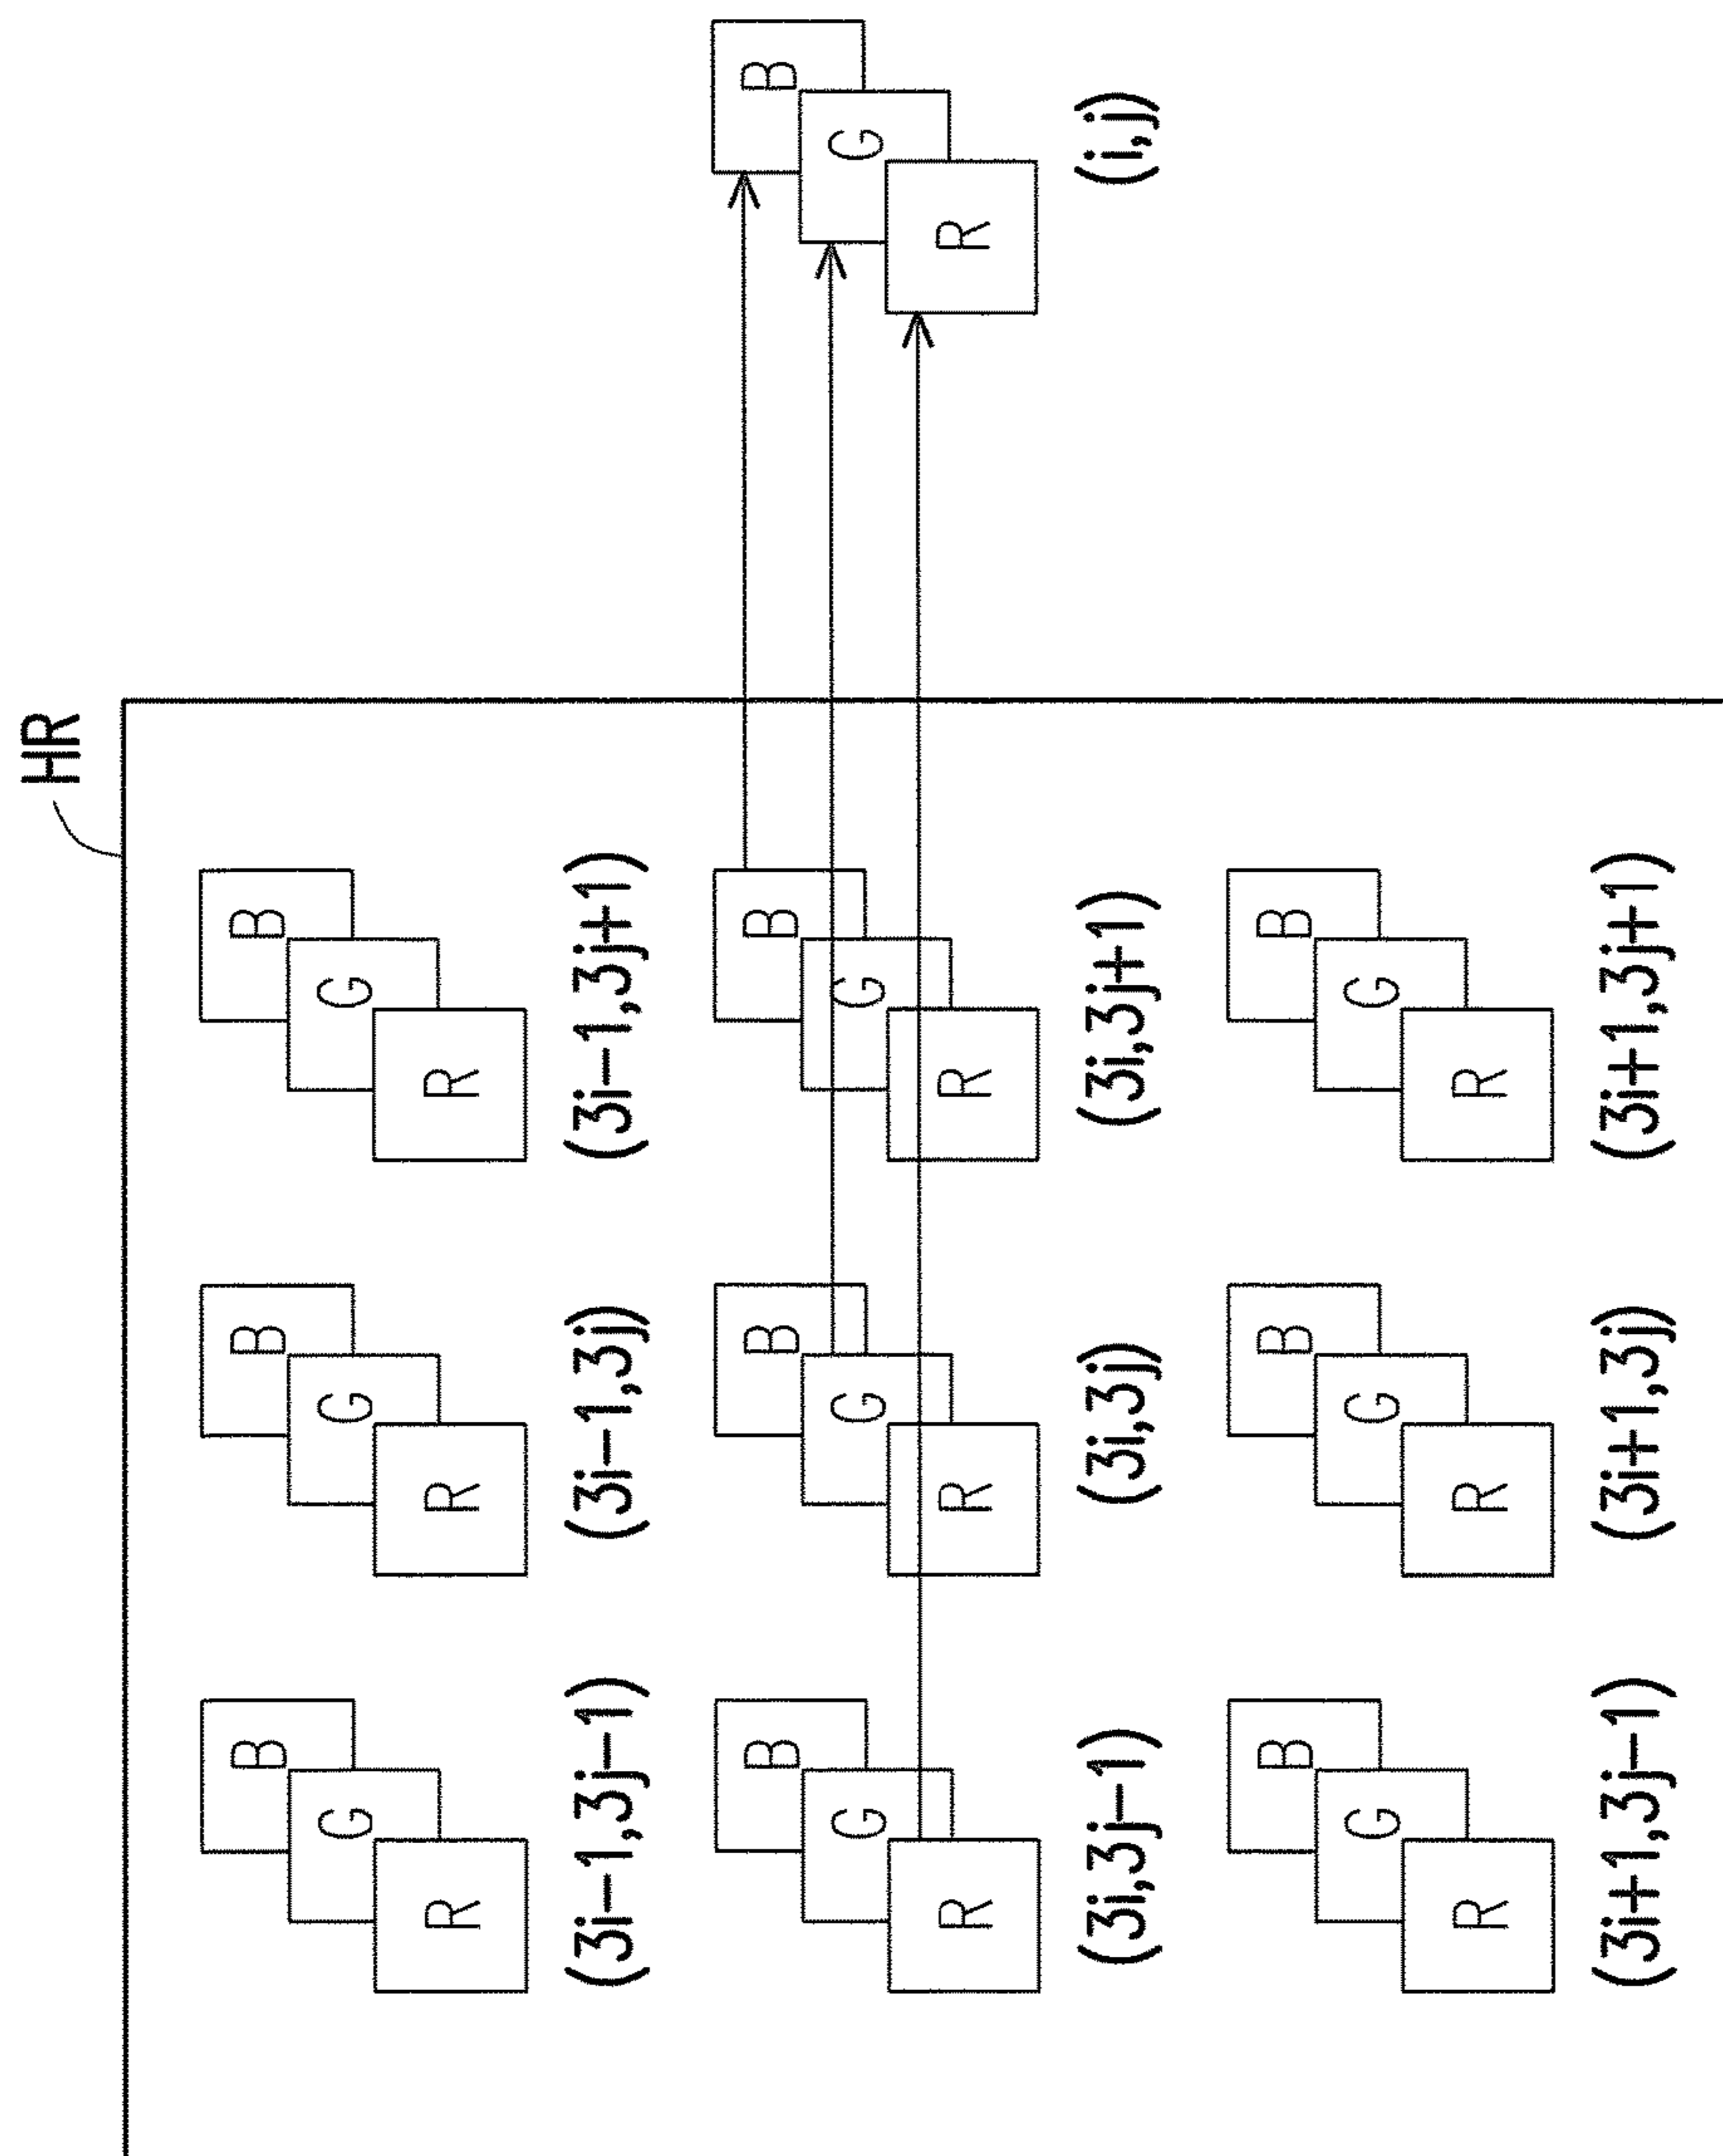 HR
B B B
G G G
R R R
(3i−1,3j−1) (3i−1,3j) (3i−1,3j+1)
B B B B
G G G G
R R R R
(3i,3j−1) (3i,3j) (3i,3j+1) (i,j)
B B B
G G G
R R R
(3i+1,3j−1) (3i+1,3j) (3i+1,3j+1)